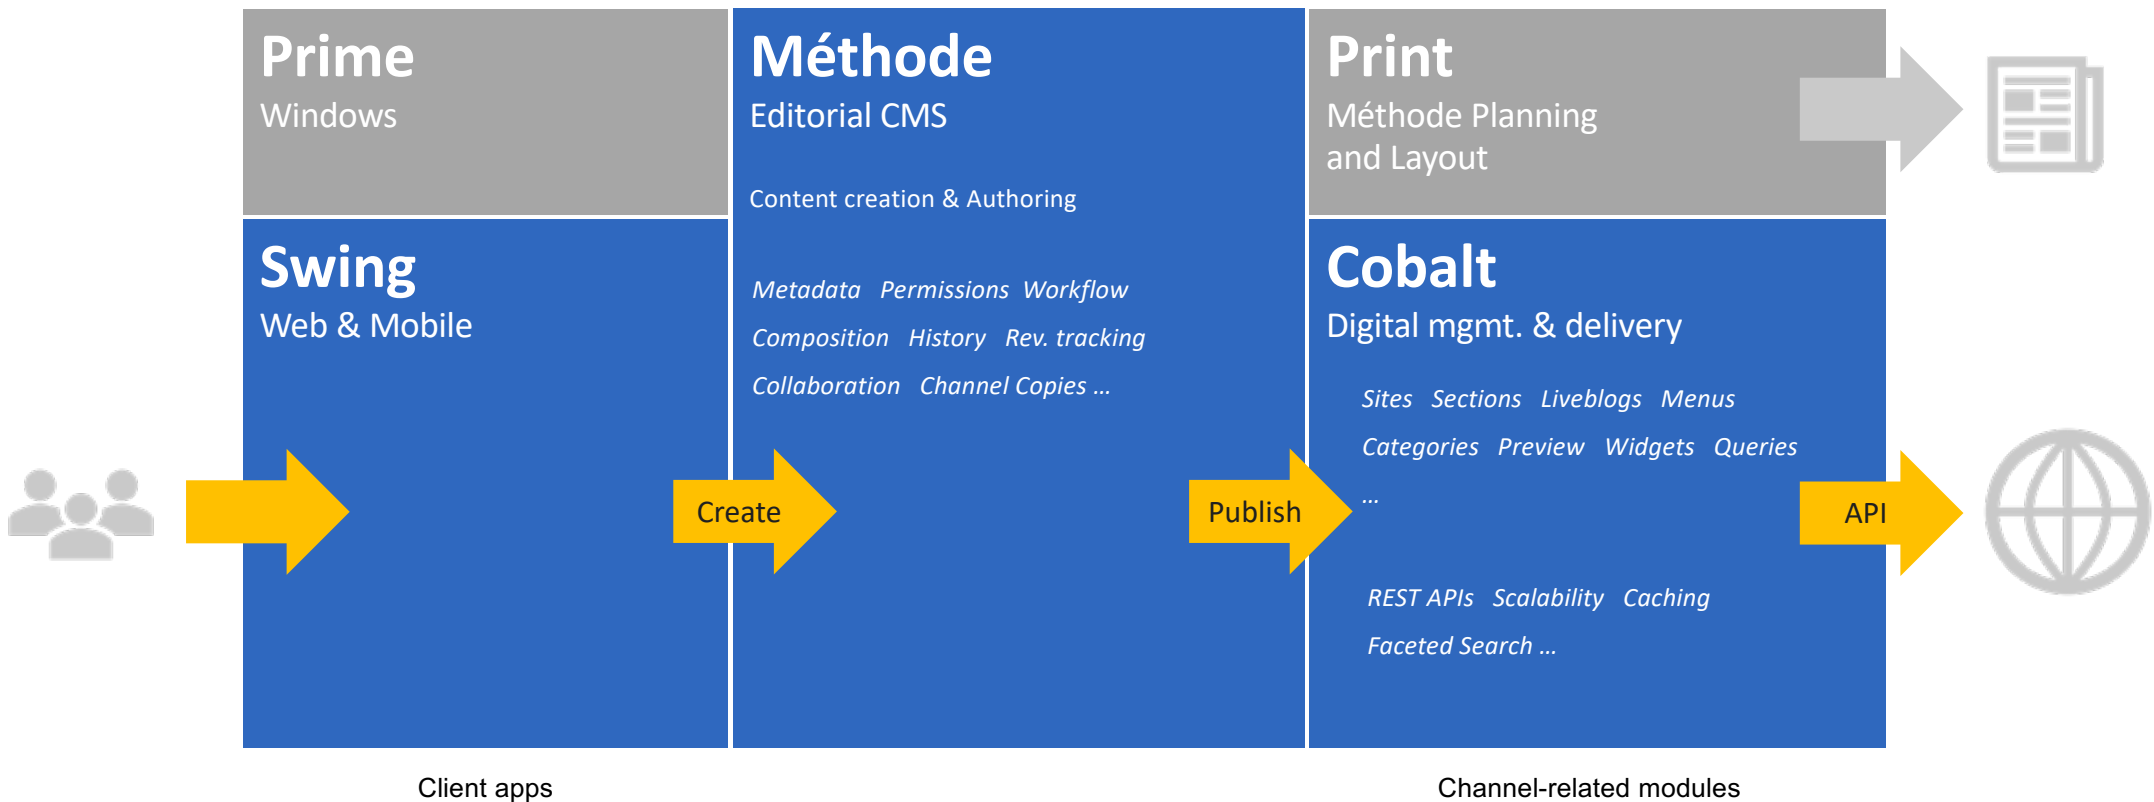 Prime
Windows
Swing
Web & Mobile
Create
Méthode
Editorial CMS
Content creation & Authoring
Metadata Permissions Workflow
Composition History Rev. tracking
Collaboration Channel Copies ...
Publish
Print
Méthode Planning
and Layout
Cobalt
Digital mgmt. & delivery
Sites Sections Liveblogs Menus
Categories Preview Widgets Queries
...
API
REST APIs Scalability Caching
Faceted Search ...
Client apps
Channel-related modules